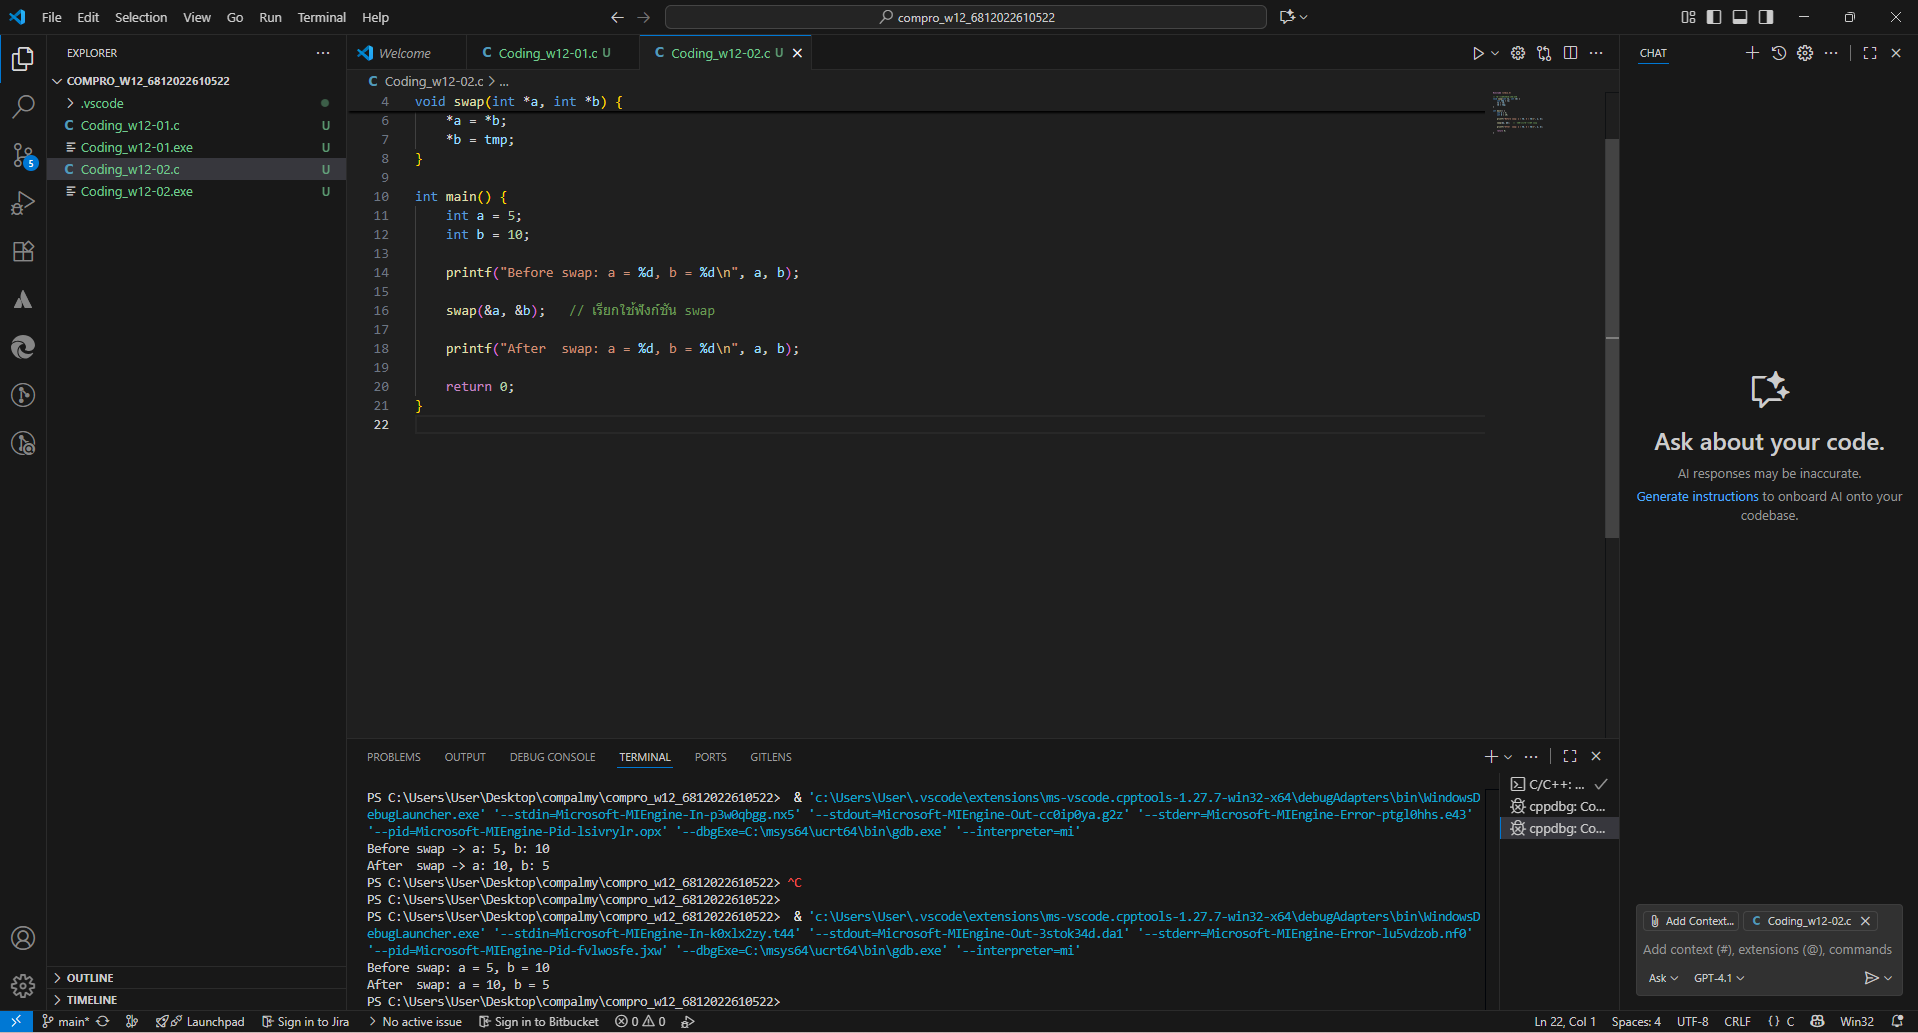 File Edit Selection View Go Run Terminal Help
compro_w12_6812022610522
EXPLORER
COMPRO_W12_6812022610522
.vscode
C Coding_w12-01.c U
Coding_w12-01.exe U
C Coding_w12-02.c U
Coding_w12-02.exe U
OUTLINE
TIMELINE
5
Welcome
C Coding_w12-01.c U
C Coding_w12-02.c U
C Coding_w12-02.c > ...
4 void swap(int *a, int *b) {
6 *a = *b;
7 *b = tmp;
8 }
9
10 int main() {
11 int a = 5;
12 int b = 10;
13
14 printf("Before swap: a = %d, b = %d\n", a, b);
15
16 swap(&a, &b); // เรียกใช้ฟังก์ชัน swap
17
18 printf("After  swap: a = %d, b = %d\n", a, b);
19
20 return 0;
21 }
22
PROBLEMS OUTPUT DEBUG CONSOLE TERMINAL PORTS GITLENS
PS C:\Users\User\Desktop\compalmy\compro_w12_6812022610522>  & 'c:\Users\User\.vscode\extensions\ms-vscode.cpptools-1.27.7-win32-x64\debugAdapters\bin\WindowsD
ebugLauncher.exe' '--stdin=Microsoft-MIEngine-In-p3w0qbgg.nx5' '--stdout=Microsoft-MIEngine-Out-cc0ip0ya.g2z' '--stderr=Microsoft-MIEngine-Error-ptgl0hhs.e43'
'--pid=Microsoft-MIEngine-Pid-lsivrylr.opx' '--dbgExe=C:\msys64\ucrt64\bin\gdb.exe' '--interpreter=mi'
Before swap -> a: 5, b: 10
After  swap -> a: 10, b: 5
PS C:\Users\User\Desktop\compalmy\compro_w12_6812022610522> ^C
PS C:\Users\User\Desktop\compalmy\compro_w12_6812022610522>
PS C:\Users\User\Desktop\compalmy\compro_w12_6812022610522>  & 'c:\Users\User\.vscode\extensions\ms-vscode.cpptools-1.27.7-win32-x64\debugAdapters\bin\WindowsD
ebugLauncher.exe' '--stdin=Microsoft-MIEngine-In-k0xlx2zy.t44' '--stdout=Microsoft-MIEngine-Out-3stok34d.da1' '--stderr=Microsoft-MIEngine-Error-lu5vdzob.nf0'
'--pid=Microsoft-MIEngine-Pid-fvlwosfe.jxw' '--dbgExe=C:\msys64\ucrt64\bin\gdb.exe' '--interpreter=mi'
Before swap: a = 5, b = 10
After  swap: a = 10, b = 5
PS C:\Users\User\Desktop\compalmy\compro_w12_6812022610522>
C/C++: ...
cppdbg: Co...
cppdbg: Co...
CHAT
Ask about your code.
AI responses may be inaccurate.
Generate instructions to onboard AI onto your
codebase.
Add Context... C Coding_w12-02.c
Add context (#), extensions (@), commands
Ask GPT-4.1
main* Launchpad Sign in to Jira No active issue Sign in to Bitbucket 0 0
Ln 22, Col 1 Spaces: 4 UTF-8 CRLF {} C Win32